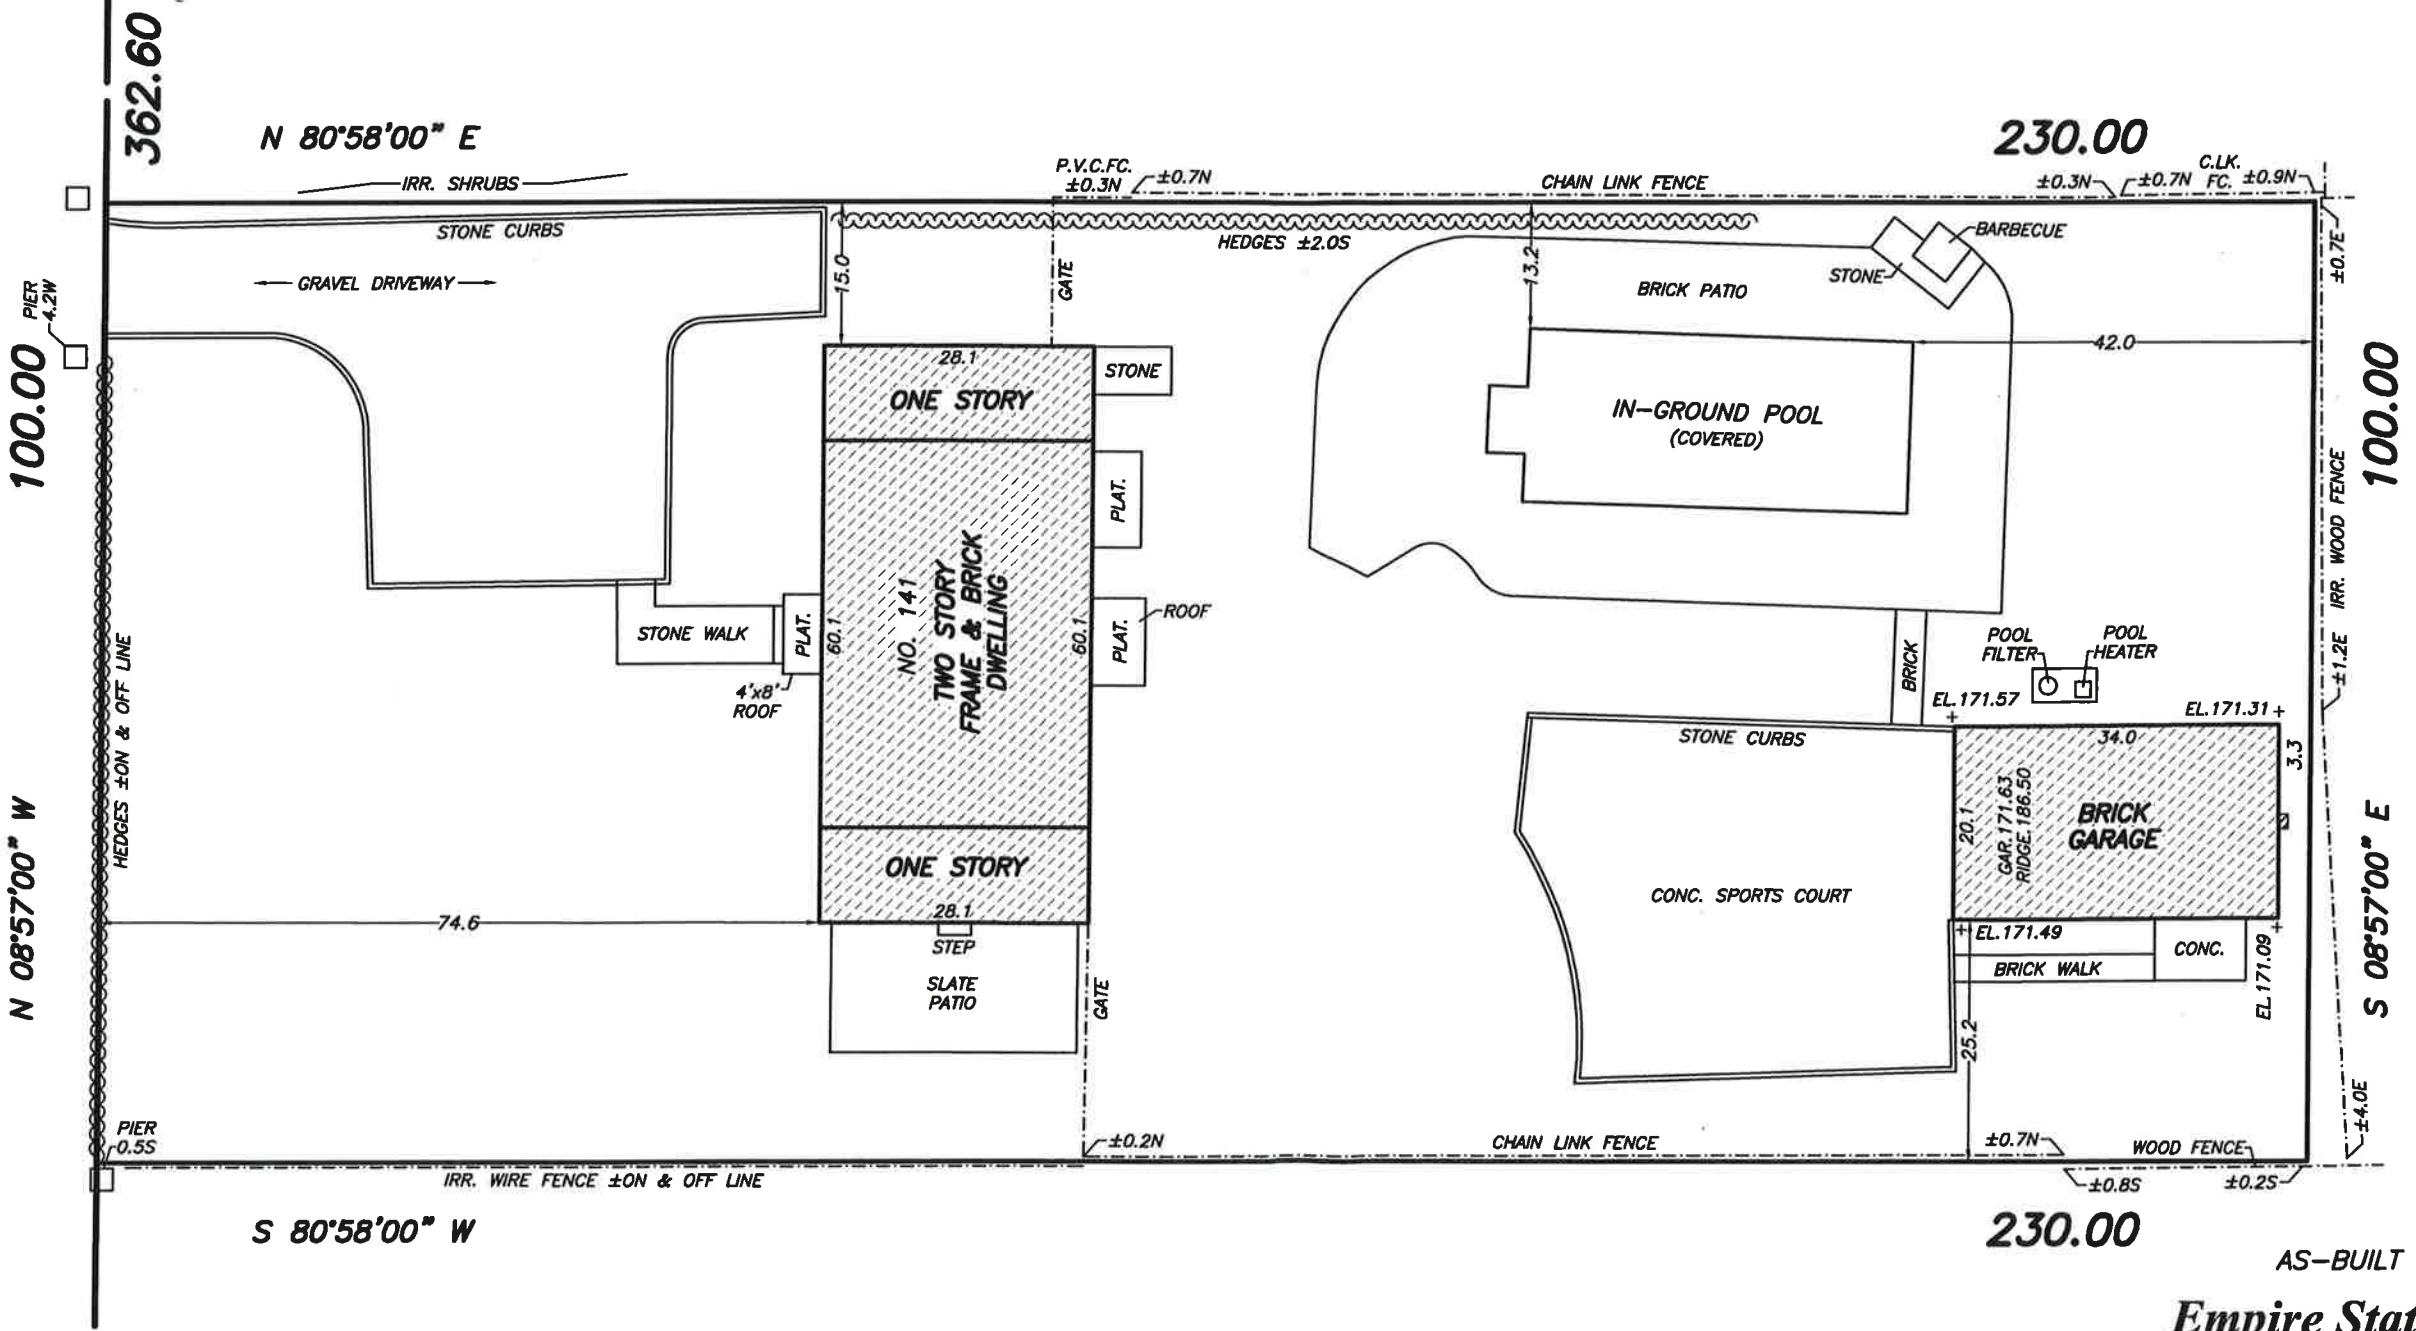 362.60
N 80°58'00" E
230.00
IRR. SHRUBS
P.V.C.FC.
±0.3N
±0.7N
CHAIN LINK FENCE
±0.3N
±0.7N
C.LK.
FC.
±0.9N
STONE CURBS
HEDGES ±2.0S
BARBECUE
STONE
±0.7E
PIER
4.2W
GRAVEL DRIVEWAY
15.0
GATE
13.2
BRICK PATIO
42.0
100.00
28.1
ONE STORY
STONE
IN-GROUND POOL
(COVERED)
100.00
PLAT.
IRR. WOOD FENCE
NO. 141
TWO STORY
FRAME & BRICK
DWELLING
60.1
60.1
STONE WALK
PLAT.
4'x8'
ROOF
PLAT.
ROOF
BRICK
POOL
FILTER
POOL
HEATER
±1.2E
HEDGES ±ON & OFF LINE
EL.171.57
EL.171.31
STONE CURBS
34.0
3.3
20.1
GAR.171.63
RIDGE.186.50
BRICK
GARAGE
N 08°57'00" W
S 08°57'00" E
ONE STORY
28.1
74.6
STEP
SLATE
PATIO
GATE
CONC. SPORTS COURT
EL.171.49
BRICK WALK
CONC.
EL.171.09
25.2
PIER
0.5S
±0.2N
CHAIN LINK FENCE
±0.7N
WOOD FENCE
±4.0E
IRR. WIRE FENCE ±ON & OFF LINE
±0.8S
±0.2S
S 80°58'00" W
230.00
AS-BUILT
Empire Stat